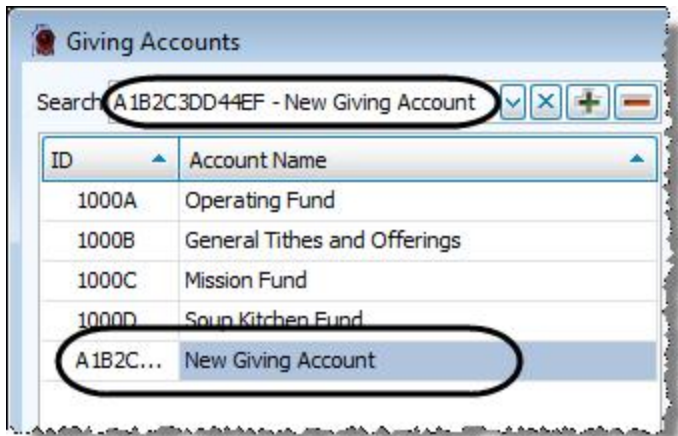 Giving Accounts
Search A1B2C3DD44EF - New Giving Account
ID Account Name
1000A Operating Fund
1000B General Tithes and Offerings
1000C Mission Fund
1000D Soup Kitchen Fund
A1B2C... New Giving Account